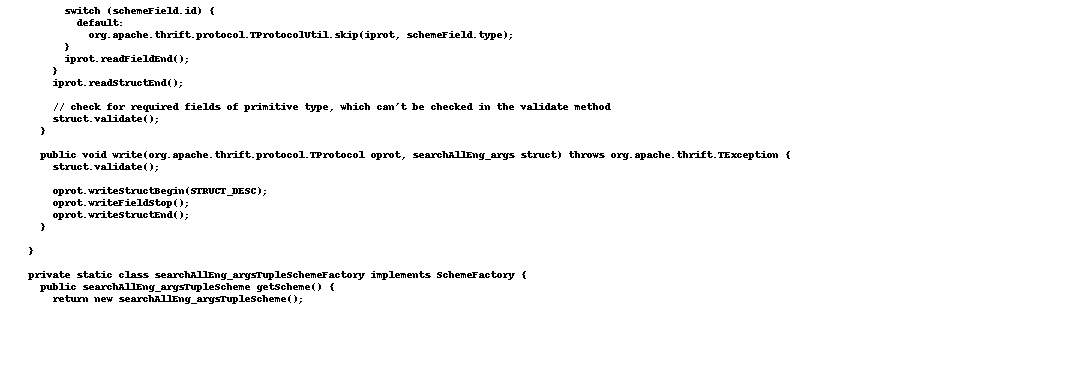 switch (schemeField.id) {
default:
org.apache.thrift.protocol.TProtocolUtil.skip(iprot, schemeField.type);
}
iprot.readFieldEnd();
}
iprot.readStructEnd();
// check for required fields of primitive type, which can't be checked in the validate method
struct.validate();
}
public void write(org.apache.thrift.protocol.TProtocol oprot, searchAllEng_args struct) throws org.apache.thrift.TException {
struct.validate();
oprot.writeStructBegin(STRUCT_DESC);
oprot.writeFieldStop();
oprot.writeStructEnd();
}
}
private static class searchAllEng_argsTupleSchemeFactory implements SchemeFactory {
public searchAllEng_argsTupleScheme getScheme() {
return new searchAllEng_argsTupleScheme();